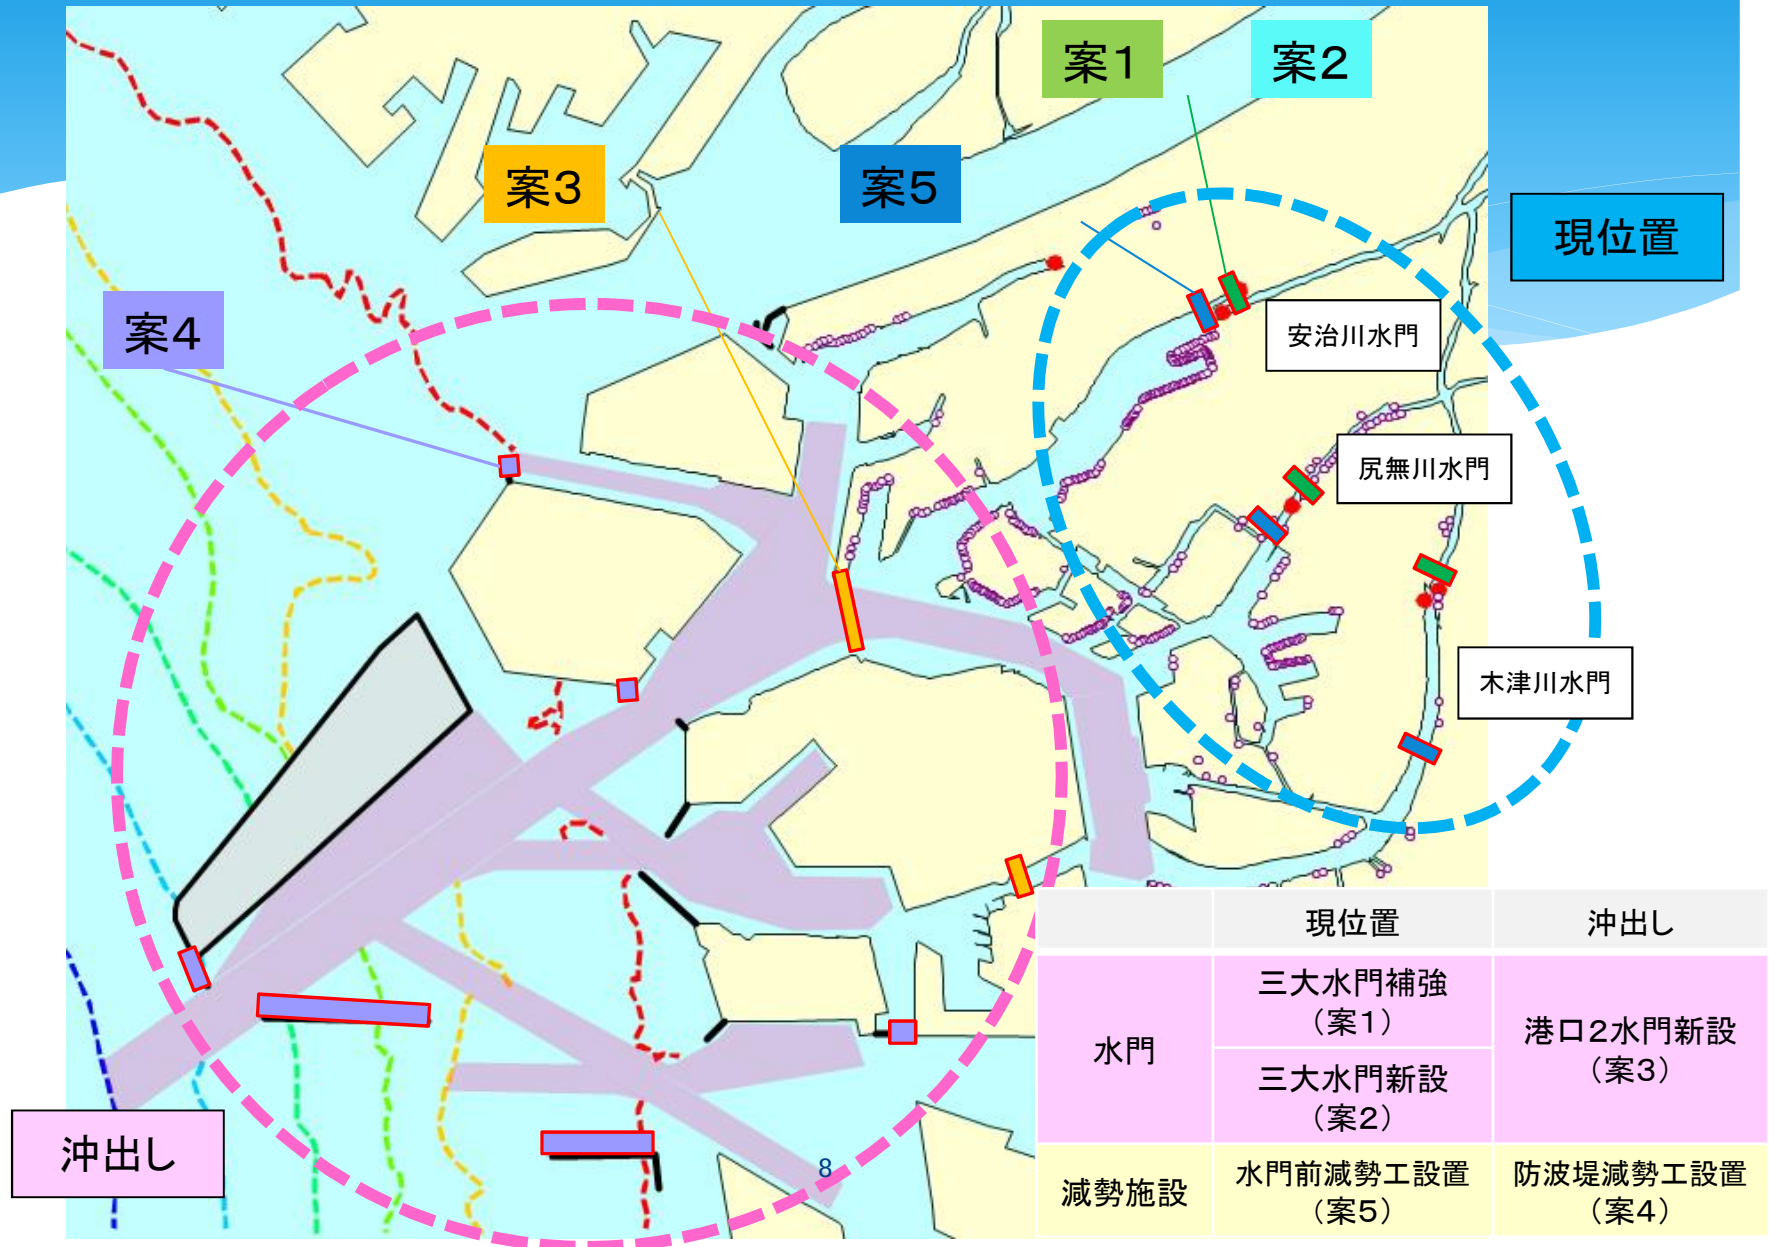 案1
案2
案3
案5
現位置
案4
安治川水門
尻無川水門
木津川水門
沖出し
8
現位置
沖出し
水門
三大水門補強
（案1）
三大水門新設
（案2）
港口2水門新設
（案3）
減勢施設
水門前減勢工設置
（案5）
防波堤減勢工設置
（案4）